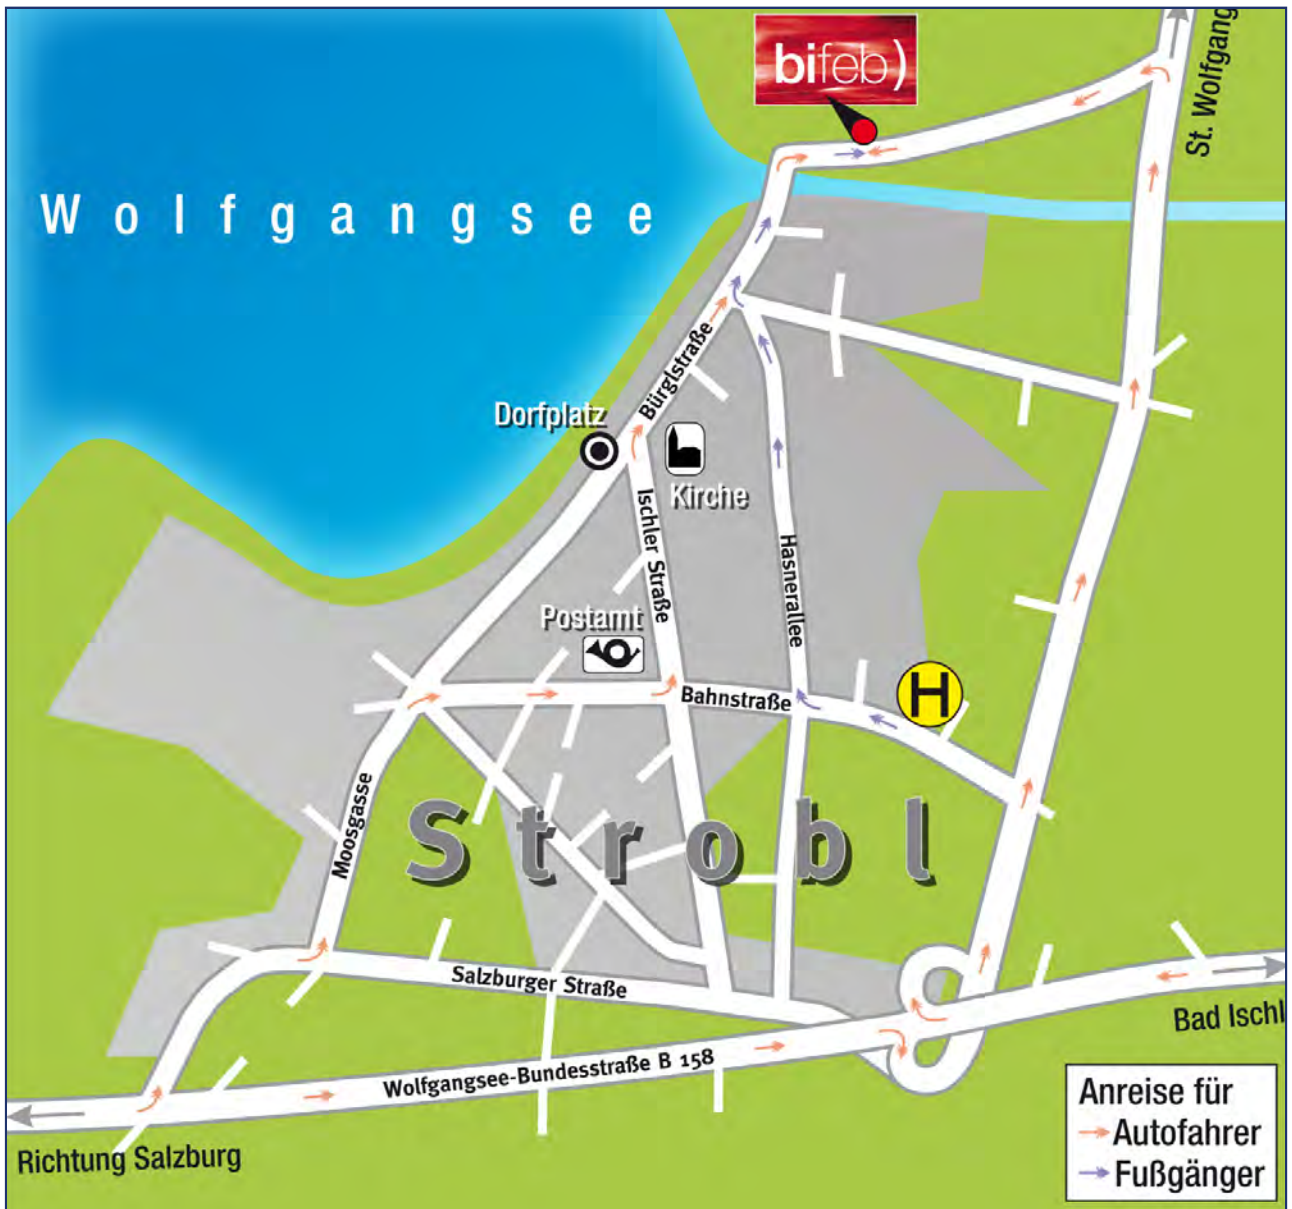 bifeb)
St. Wolfgang
Wolfgangsee
Bürglstraße
Dorfplatz
Kirche
Ischler Straße
Hasnerallee
Postamt
H
Bahnstraße
Moosgasse
Strobl
Salzburger Straße
Bad Ischl
Wolfgangsee-Bundesstraße B 158
Richtung Salzburg
Anreise für
Autofahrer
Fußgänger